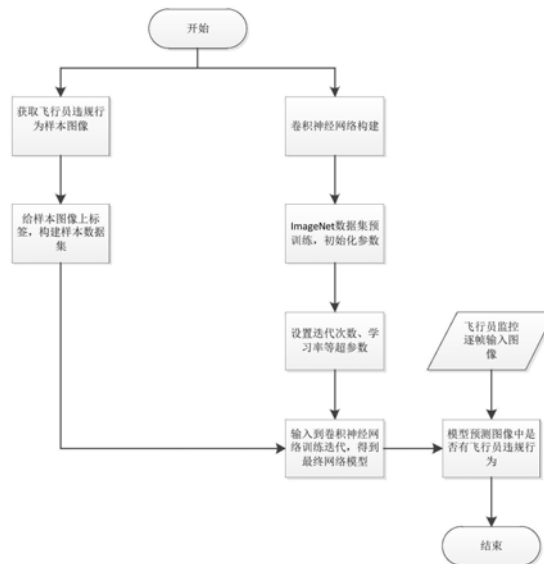 开始
获取飞行员违规行
为样本图像
卷积神经网络构建
给样本图像上标
签，构建样本数据
集
ImageNet数据集预
训练，初始化参数
设置迭代次数、学
习率等超参数
飞行员监控
逐帧输入图
像
输入到卷积神经网
络训练迭代，得到
最终网络模型
模型预测图像中是
否有飞行员违规行
为
结束